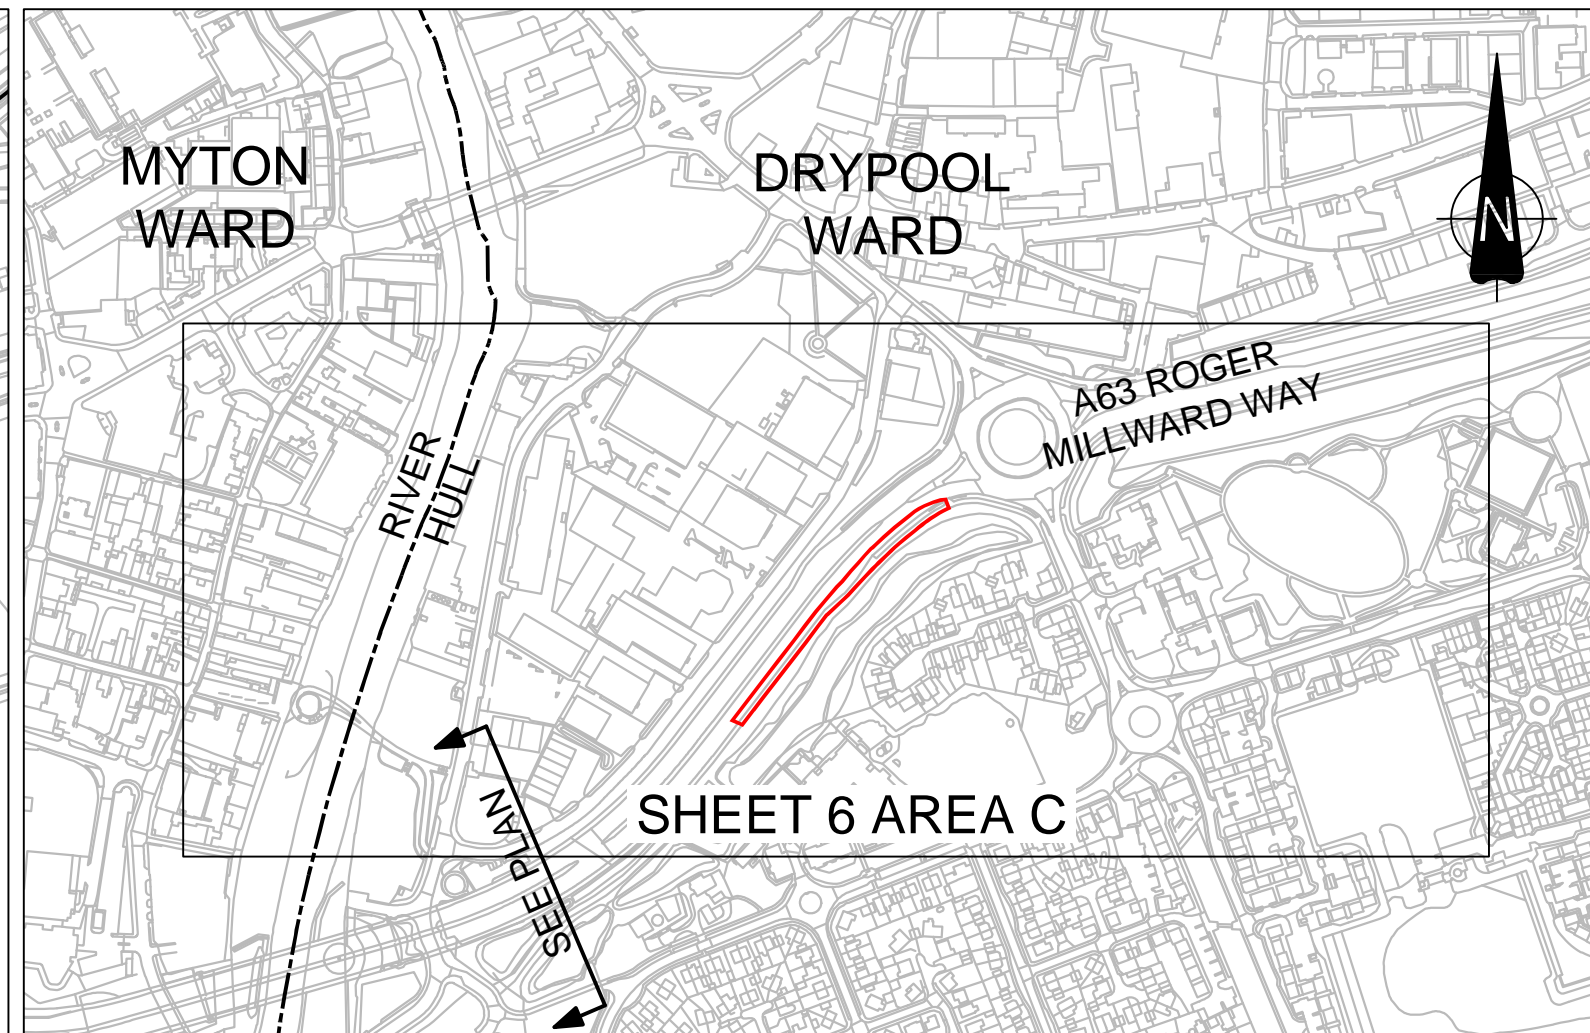 MYTON
WARD
DRYPOOL
WARD
N
A63 ROGER
MILLWARD WAY
RIVER
HULL
SHEET 6 AREA C
SEE PLAN